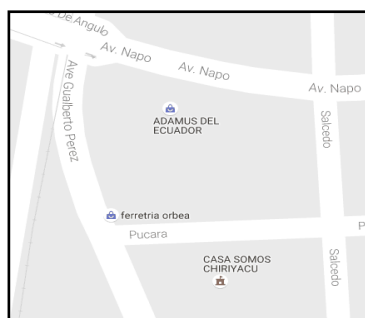 De Angulo
Av. Napo
Av. Napo
Av. Napo
Ave Gualberto Perez
ADAMUS DEL
ECUADOR
Salcedo
ferretria orbea
Pucara
P
CASA SOMOS
CHIRIYACU
Salcedo